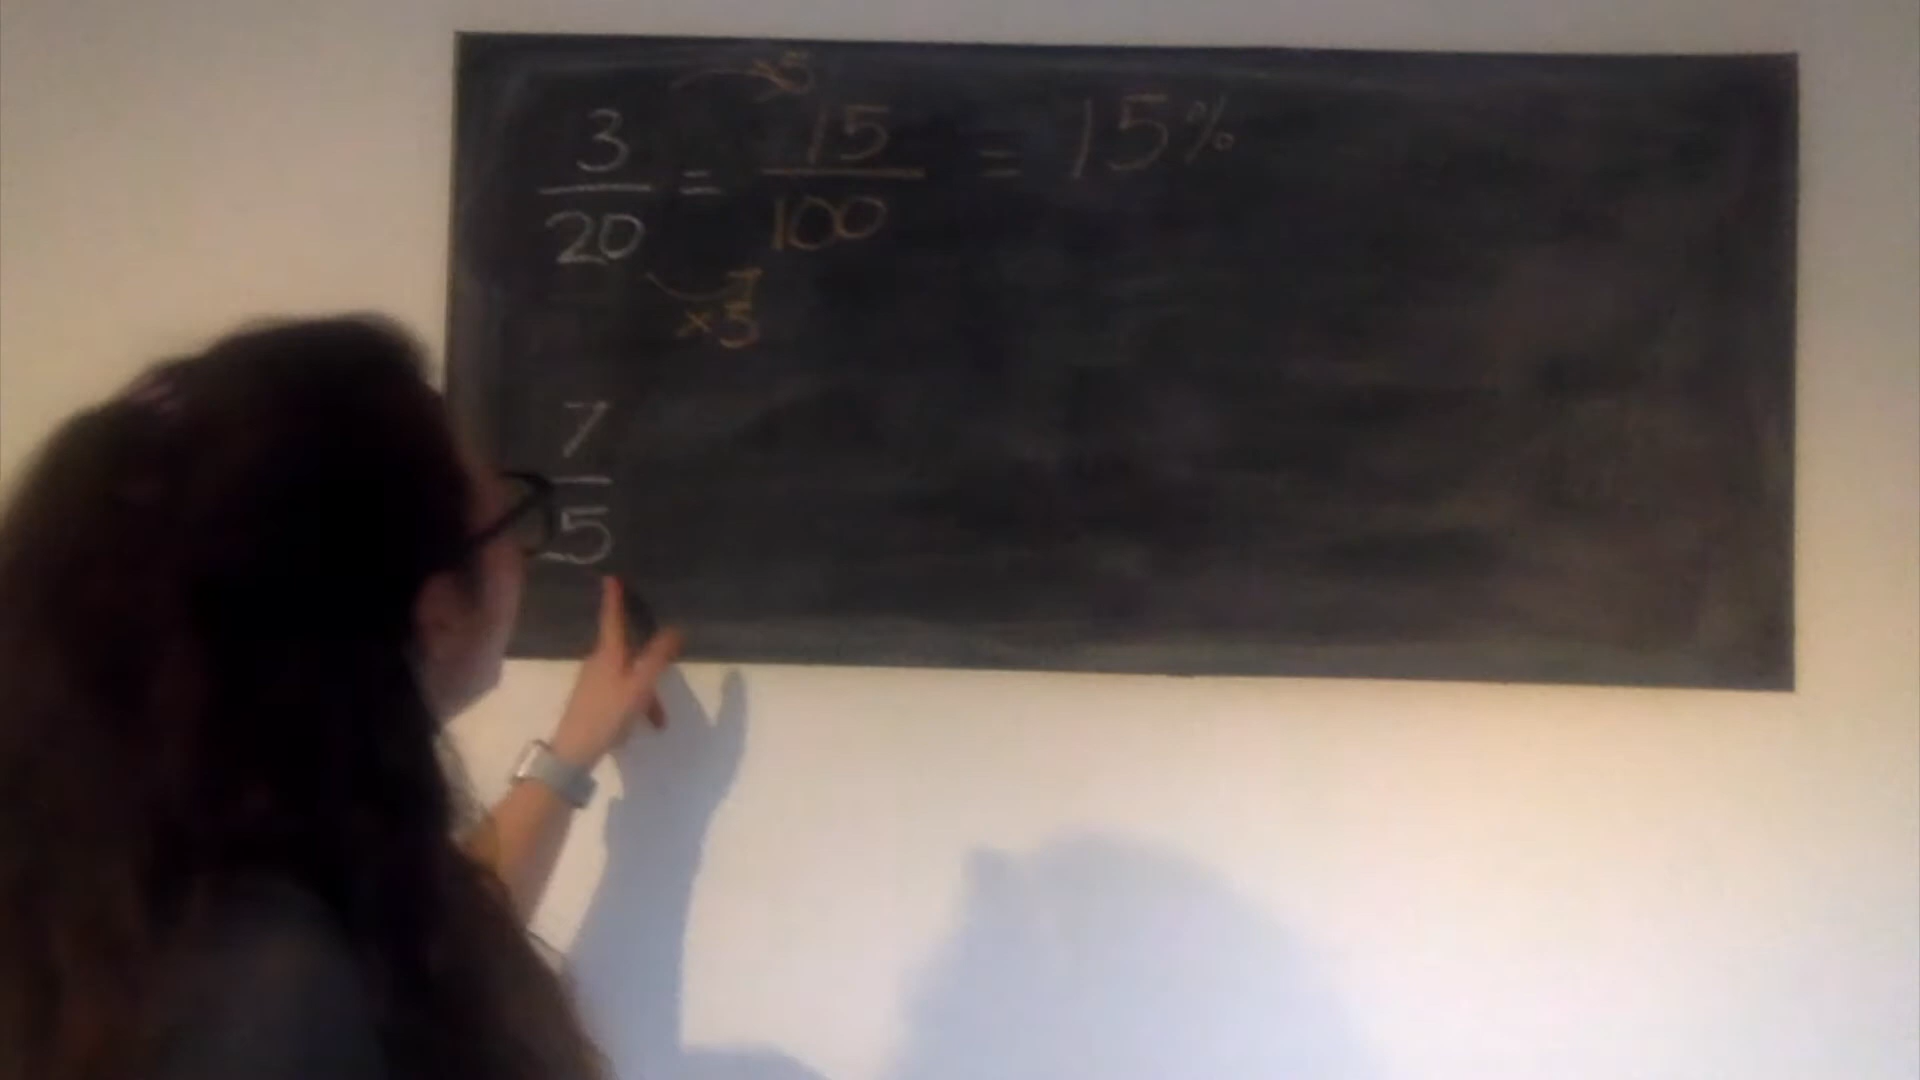 ×5
3/20 = 15/100 = 15%
×5
7/5